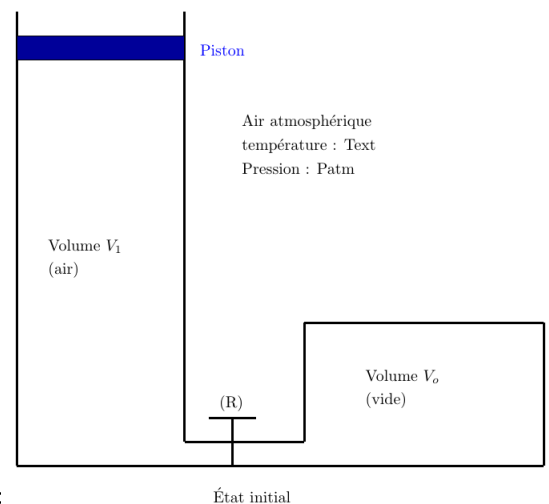 Piston
Air atmosphérique
température : Text
Pression : Patm
Volume V₁
(air)
Volume Vₒ
(vide)
(R)
État initial